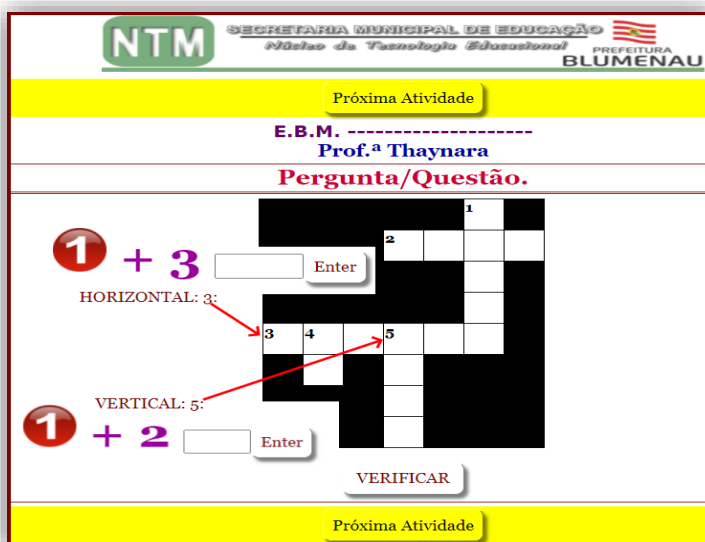 NTM
SECRETARIA MUNICIPAL DE EDUCAÇÃO
Núcleo de Tecnologia Educacional
PREFEITURA
BLUMENAU
Próxima Atividade
E.B.M. --------------------
Prof.ª Thaynara
Pergunta/Questão.
1
2
1 + 3 Enter
HORIZONTAL: 3:
3 4 5
VERTICAL: 5:
1 + 2 Enter
VERIFICAR
Próxima Atividade